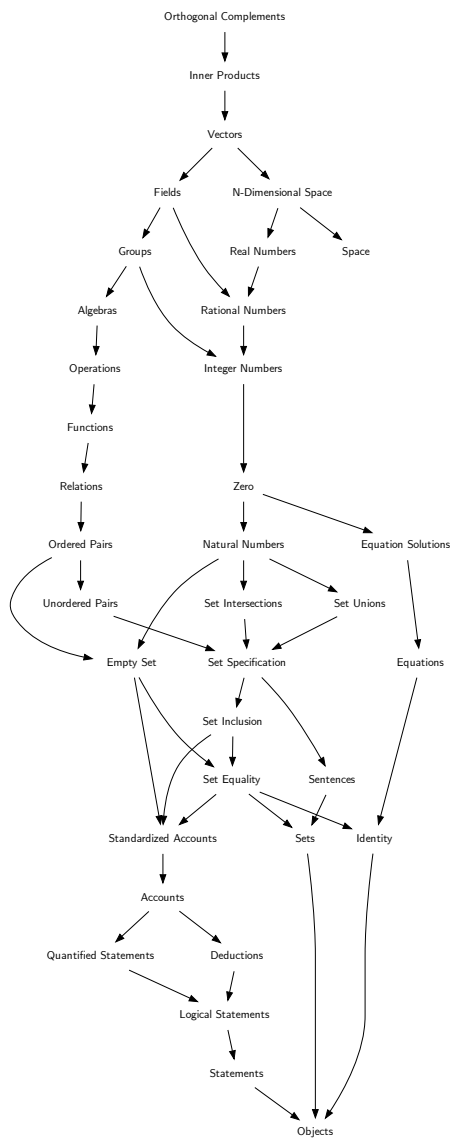 Orthogonal Complements
Inner Products
Vectors
Fields
N-Dimensional Space
Groups
Real Numbers
Space
Algebras
Rational Numbers
Operations
Integer Numbers
Functions
Relations
Zero
Ordered Pairs
Natural Numbers
Equation Solutions
Unordered Pairs
Set Intersections
Set Unions
Empty Set
Set Specification
Equations
Set Inclusion
Set Equality
Sentences
Standardized Accounts
Sets
Identity
Accounts
Quantified Statements
Deductions
Logical Statements
Statements
Objects